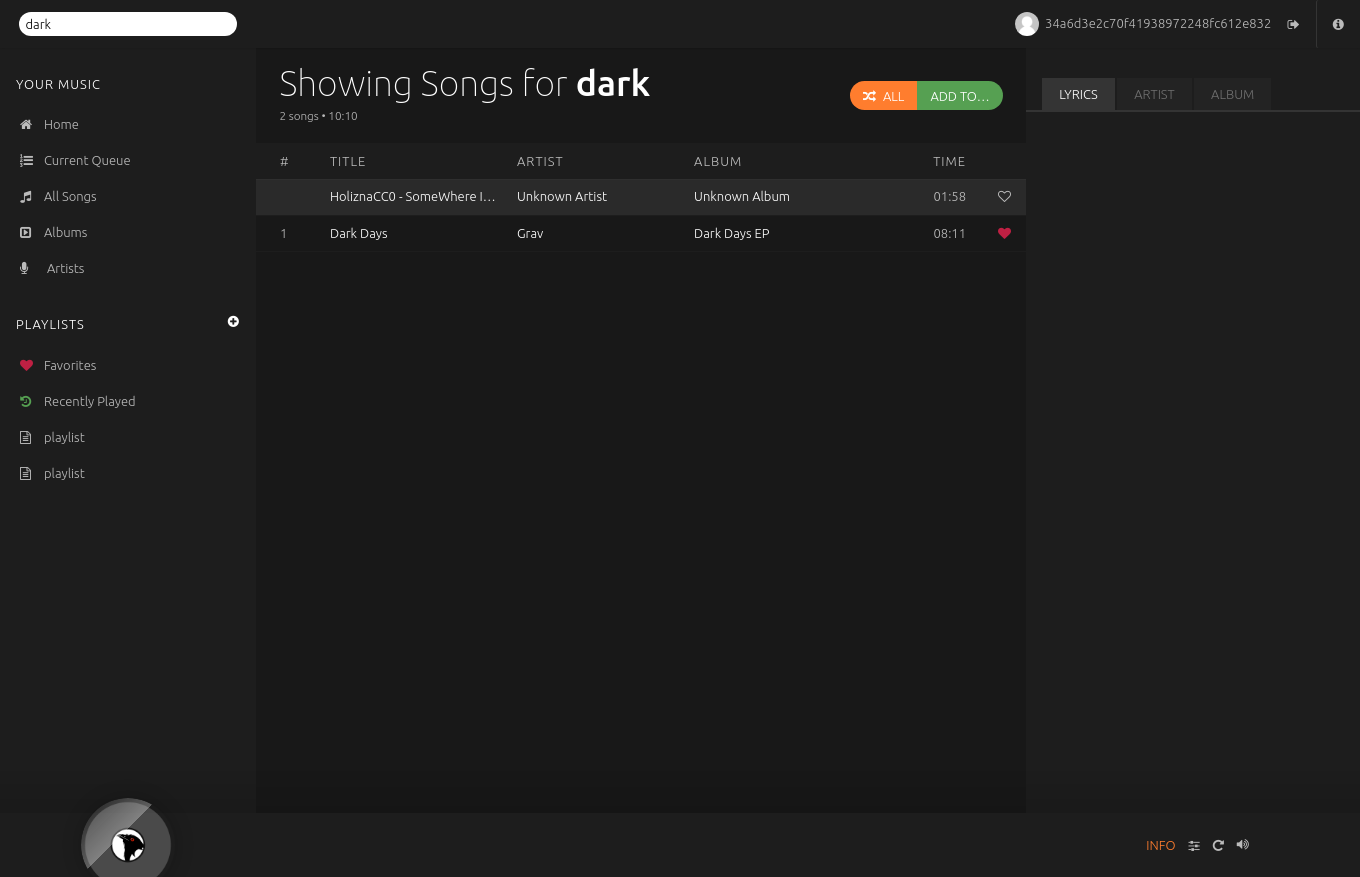 dark
34a6d3e2c70f41938972248fc612e832
YOUR MUSIC
Home
Current Queue
All Songs
Albums
Artists
PLAYLISTS
Favorites
Recently Played
playlist
playlist
Showing Songs for dark
2 songs • 10:10
ALL
ADD TO…
# TITLE ARTIST ALBUM TIME
HoliznaCC0 - SomeWhere I… Unknown Artist Unknown Album 01:58
1 Dark Days Grav Dark Days EP 08:11
LYRICS ARTIST ALBUM
INFO